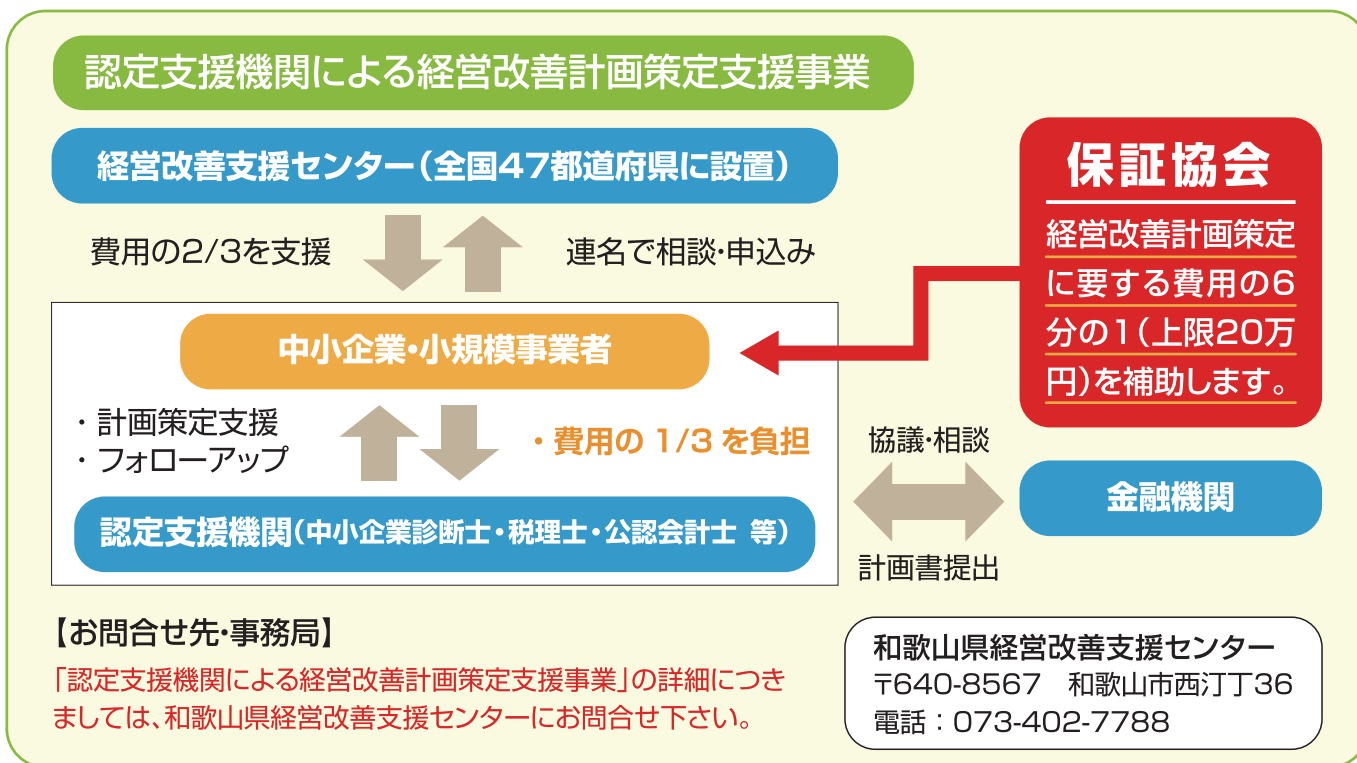 認定支援機関による経営改善計画策定支援事業
経営改善支援センター(全国47都道府県に設置)
費用の2/3を支援
連名で相談・申込み
保証協会
経営改善計画策定
に要する費用の6
分の1(上限20万
円)を補助します。
中小企業・小規模事業者
・計画策定支援
・フォローアップ
・費用の 1/3 を負担
認定支援機関(中小企業診断士・税理士・公認会計士 等)
協議・相談
金融機関
計画書提出
【お問合せ先・事務局】
「認定支援機関による経営改善計画策定支援事業」の詳細につき
ましては、和歌山県経営改善支援センターにお問合せ下さい。
和歌山県経営改善支援センター
〒640-8567 和歌山市西汀丁36
電話:073-402-7788